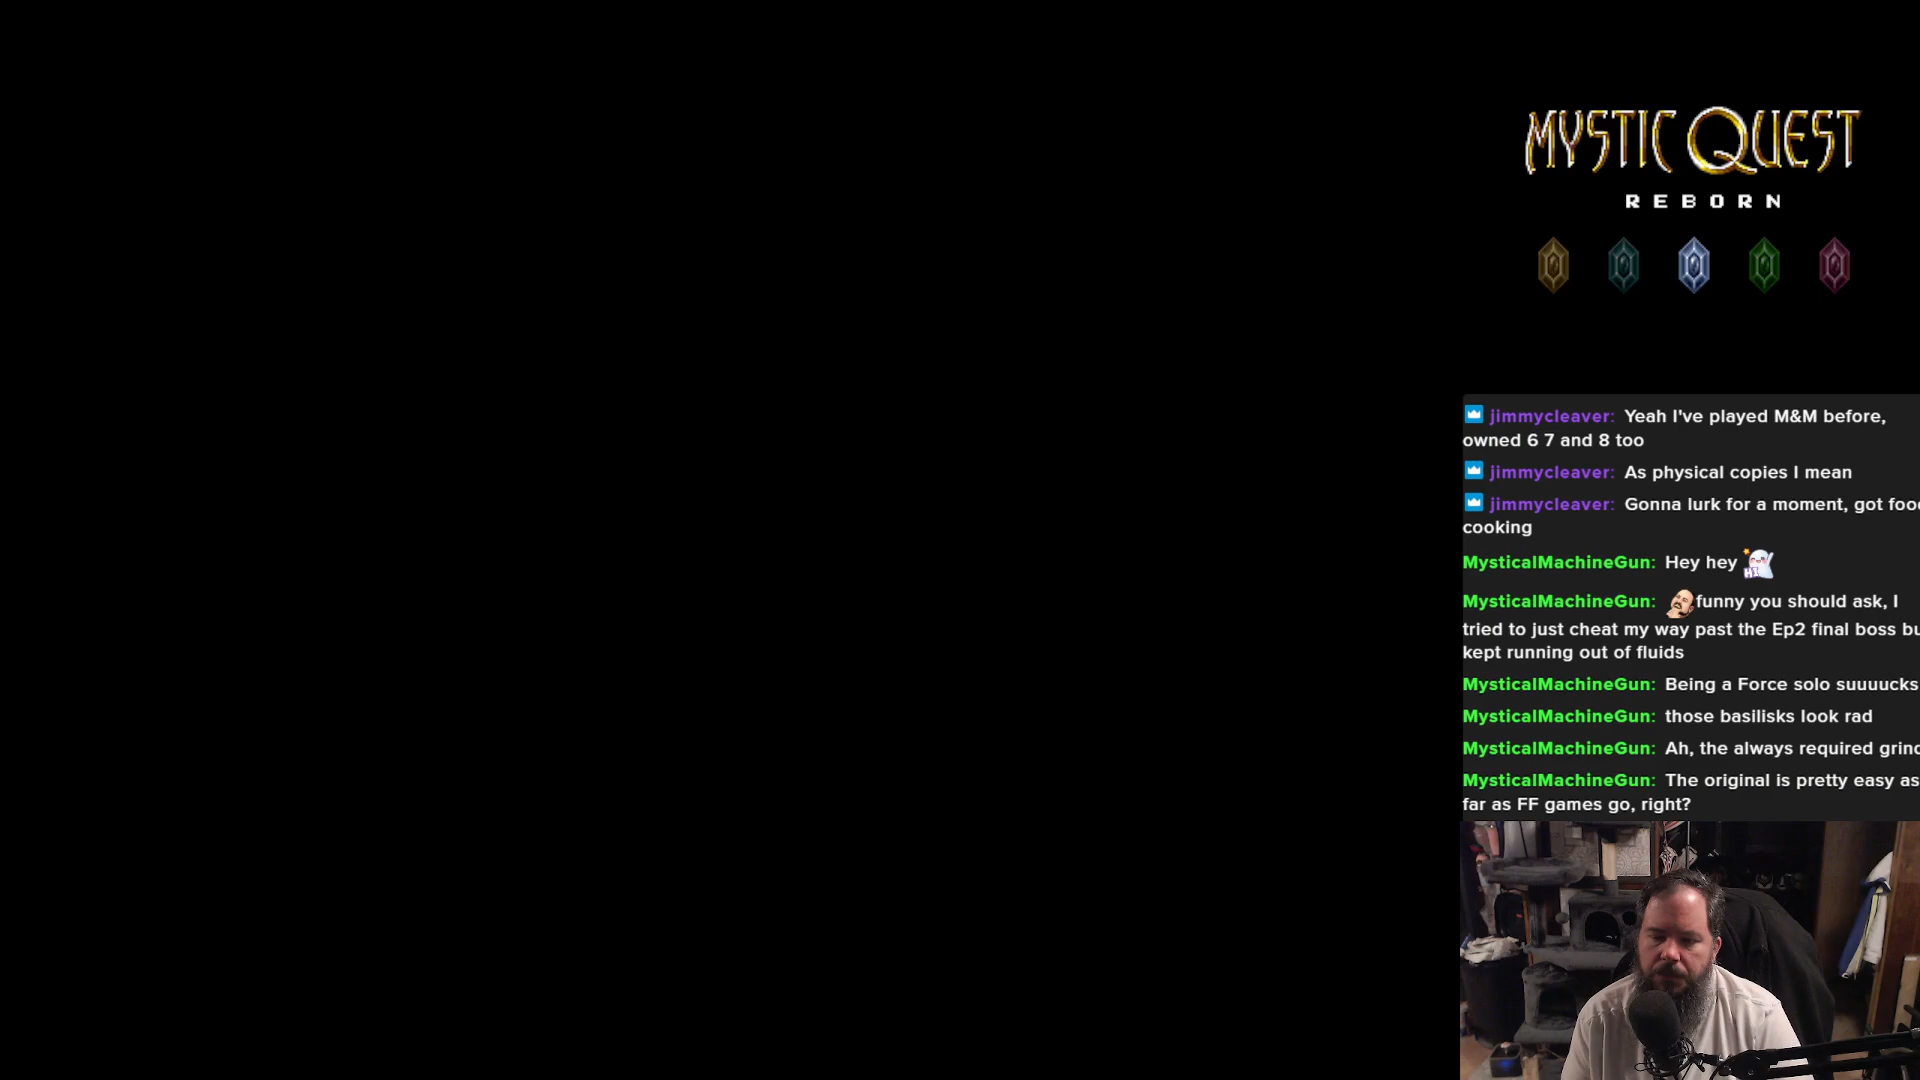 MYSTIC QUEST
REBORN
jimmycleaver: Yeah I've played M&M before,
owned 6 7 and 8 too
jimmycleaver: As physical copies I mean
jimmycleaver: Gonna lurk for a moment, got
cooking
MysticalMachineGun: Hey hey
MysticalMachineGun: funny you should ask, I
tried to just cheat my way past the Ep2 final boss
kept running out of fluids
MysticalMachineGun: Being a Force solo suuuucks
MysticalMachineGun: those basilisks look rad
MysticalMachineGun: Ah, the always required
MysticalMachineGun: The original is pretty easy as
far as FF games go, right?